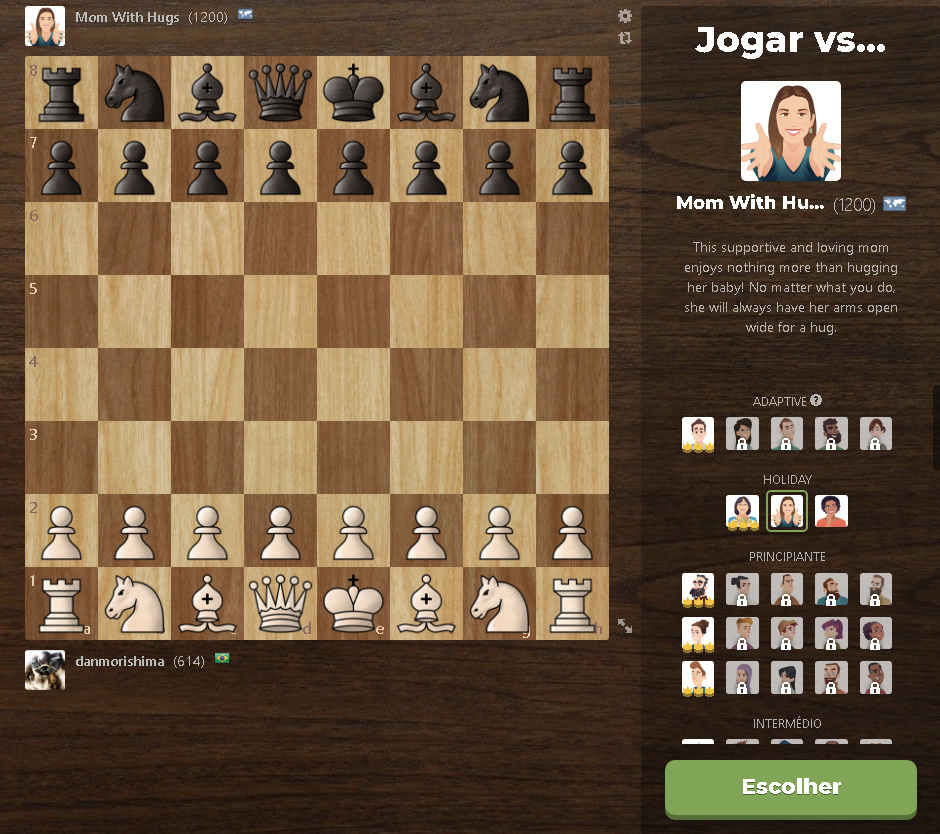 Mom With Hugs (1200)
8
7
6
5
4
3
2
1
a
c
d
e
g
h
danmorishima (614)
Jogar vs...
Mom With Hu... (1200)
This supportive and loving mom
enjoys nothing more than hugging
her baby! No matter what you do,
she will always have her arms open
wide for a hug.
ADAPTIVE ?
HOLIDAY
PRINCIPIANTE
INTERMÉDIO
Escolher